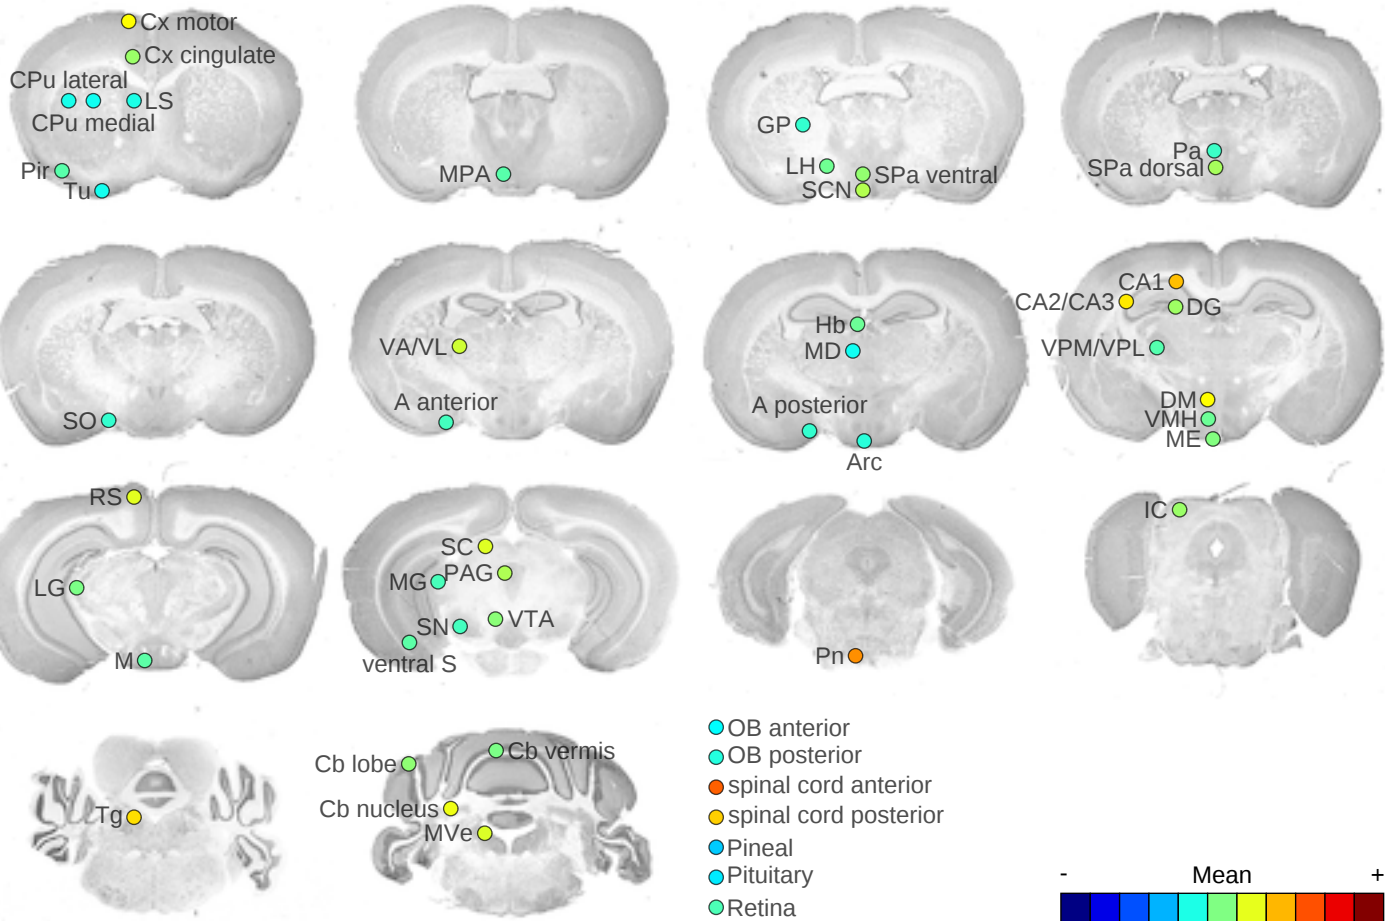 Cx motor
Cx cingulate
CPu lateral
LS
CPu medial
Pir
Tu
MPA
GP
LH
SPa ventral
SCN
Pa
SPa dorsal
SO
VA/VL
A anterior
Hb
MD
A posterior
Arc
CA1
CA2/CA3
DG
VPM/VPL
DM
VMH
ME
RS
LG
M
SC
MG
PAG
SN
VTA
ventral S
Pn
IC
Tg
Cb lobe
Cb vermis
Cb nucleus
MVe
OB anterior
OB posterior
spinal cord anterior
spinal cord posterior
Pineal
Pituitary
Retina
- Mean +